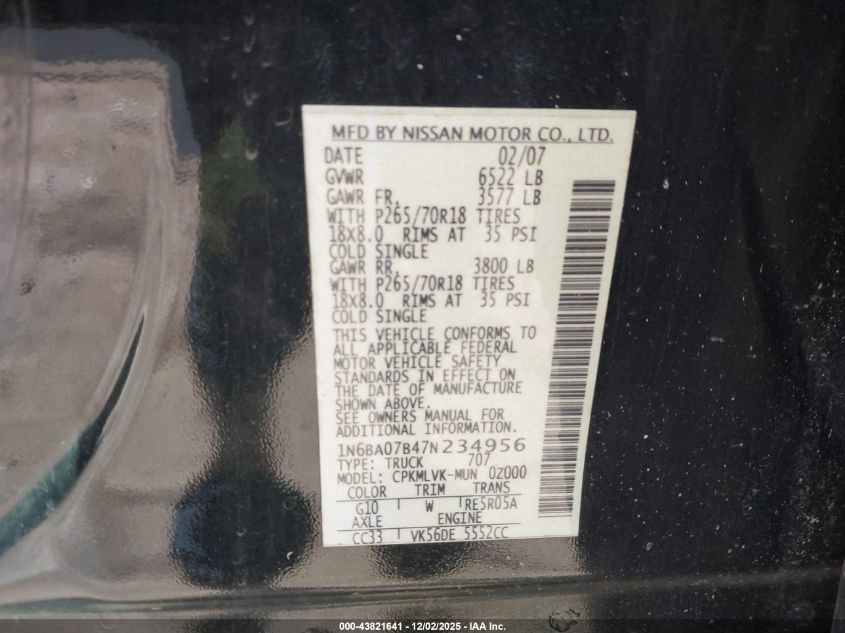 MFD BY NISSAN MOTOR CO., LTD.
DATE 02/07
GVWR 6522 LB
GAWR FR. 3577 LB
WITH P265/70R18 TIRES
18X8.0 RIMS AT 35 PSI
COLD SINGLE
GAWR RR. 3800 LB
WITH P265/70R18 TIRES
18X8.0 RIMS AT 35 PSI
COLD SINGLE
THIS VEHICLE CONFORMS TO
ALL APPLICABLE FEDERAL
MOTOR VEHICLE SAFETY
STANDARDS IN EFFECT ON
THE DATE OF MANUFACTURE
SHOWN ABOVE.
SEE OWNERS MANUAL FOR
ADDITIONAL INFORMATION.
1N6BA07B47N234956
TYPE: TRUCK 707
MODEL: CPKMLVK-MUN 0Z000
COLOR TRIM TRANS
G10 W RE5R05A
AXLE ENGINE
CC33 VK56DE 5552CC
000-43821641 - 12/02/2025 - IAA Inc.